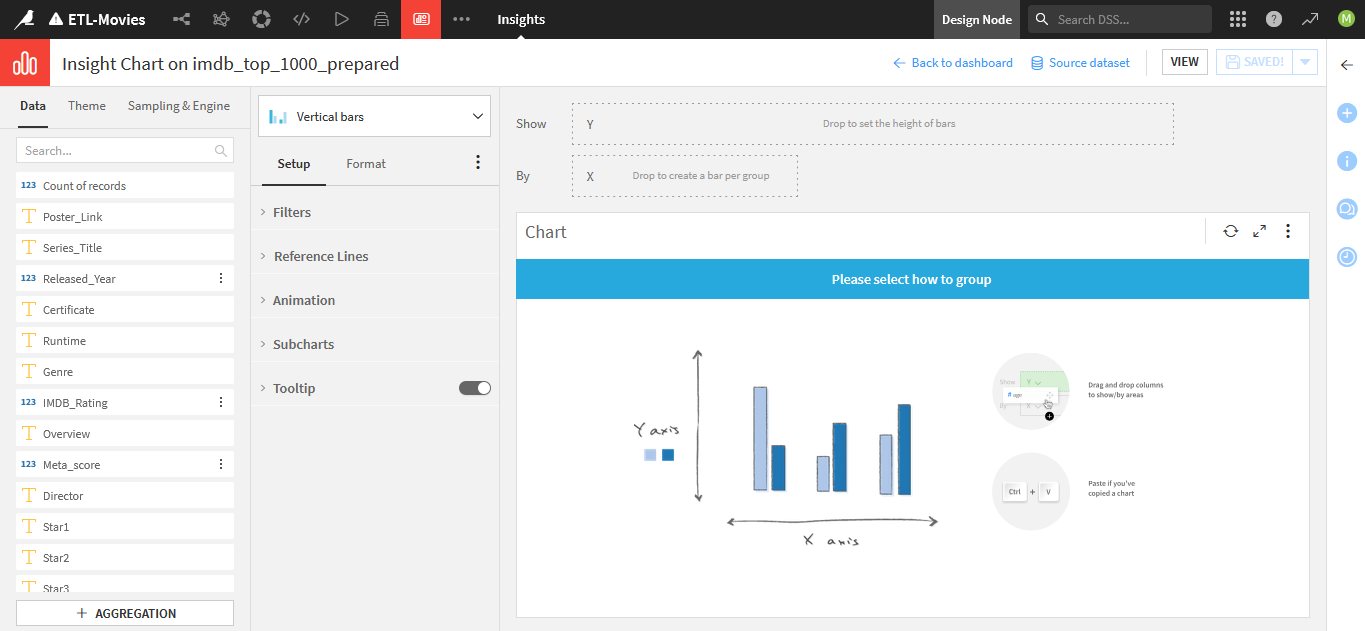 ETL-Movies
Insights
Design Node
Search DSS...
?
M
Insight Chart on imdb_top_1000_prepared
Back to dashboard
Source dataset
VIEW
SAVED!
Data
Theme
Sampling & Engine
Search...
123 Count of records
Poster_Link
Series_Title
123 Released_Year
Certificate
Runtime
Genre
123 IMDB_Rating
Overview
123 Meta_score
Director
Star1
Star2
Star3
+ AGGREGATION
Vertical bars
Setup
Format
Filters
Reference Lines
Animation
Subcharts
Tooltip
Show
Y
Drop to set the height of bars
By
X
Drop to create a bar per group
Chart
Please select how to group
Y axis
X axis
Show Y
# age
By X
Drag and drop columns
to show/by areas
Ctrl + V
Paste if you've
copied a chart